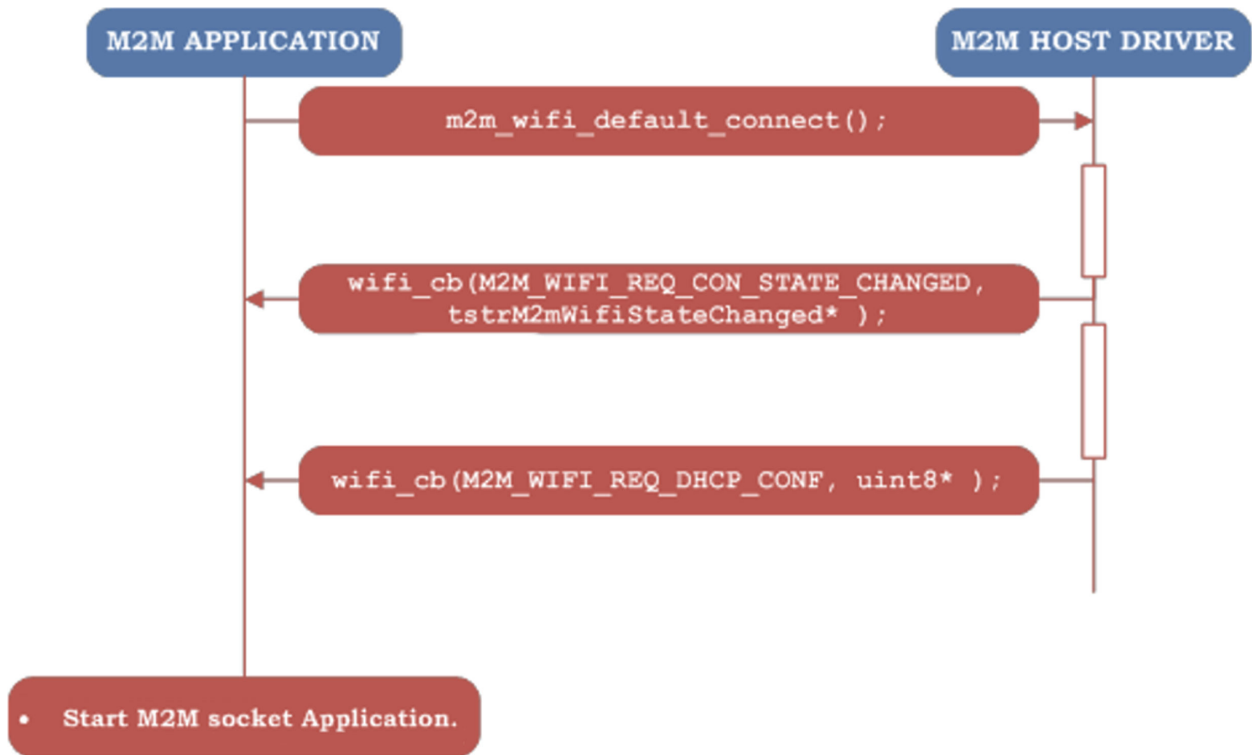 M2M APPLICATION
M2M HOST DRIVER
m2m_wifi_default_connect();
wifi_cb(M2M_WIFI_REQ_CON_STATE_CHANGED,
tstrM2mWifiStateChanged* );
wifi_cb(M2M_WIFI_REQ_DHCP_CONF, uint8* );
• Start M2M socket Application.